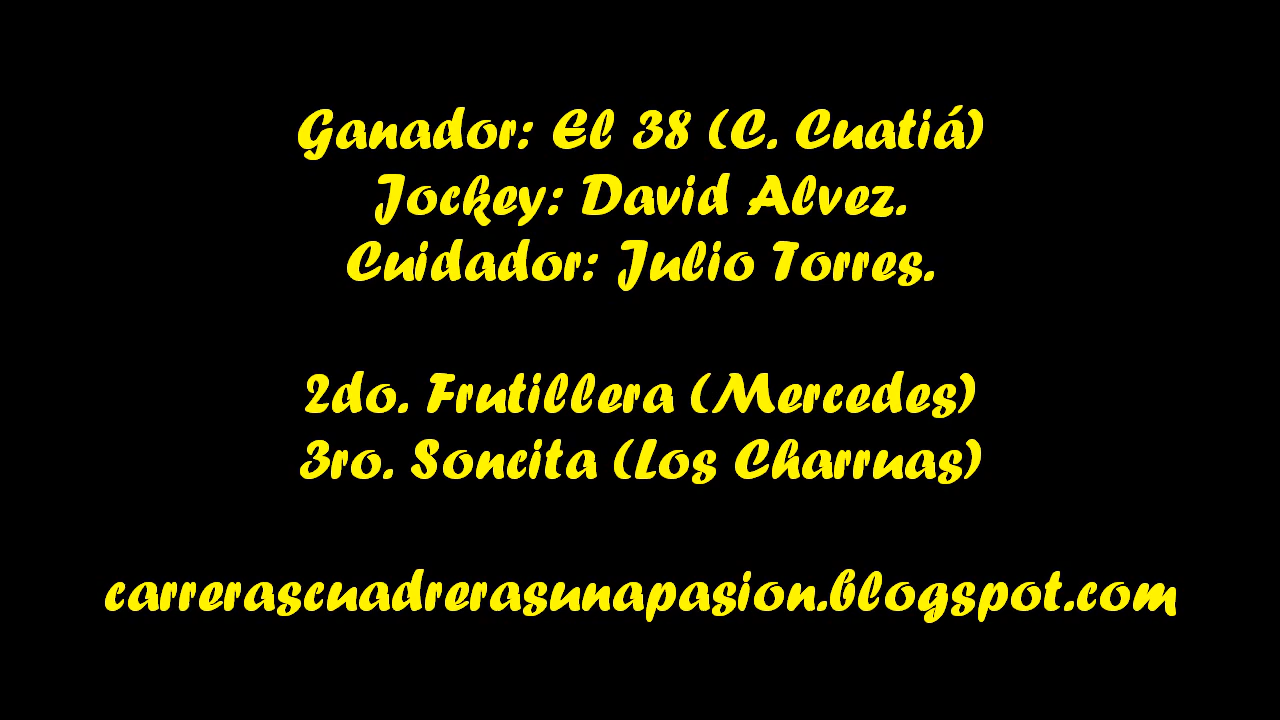 Ganador: El 38 (C. Cuatiá)
Jockey: David Alvez.
Cuidador: Julio Torres.
2do. Frutillera (Mercedes)
3ro. Soncita (Los Charruas)
carrerascuadrerasunapasion.blogspot.com